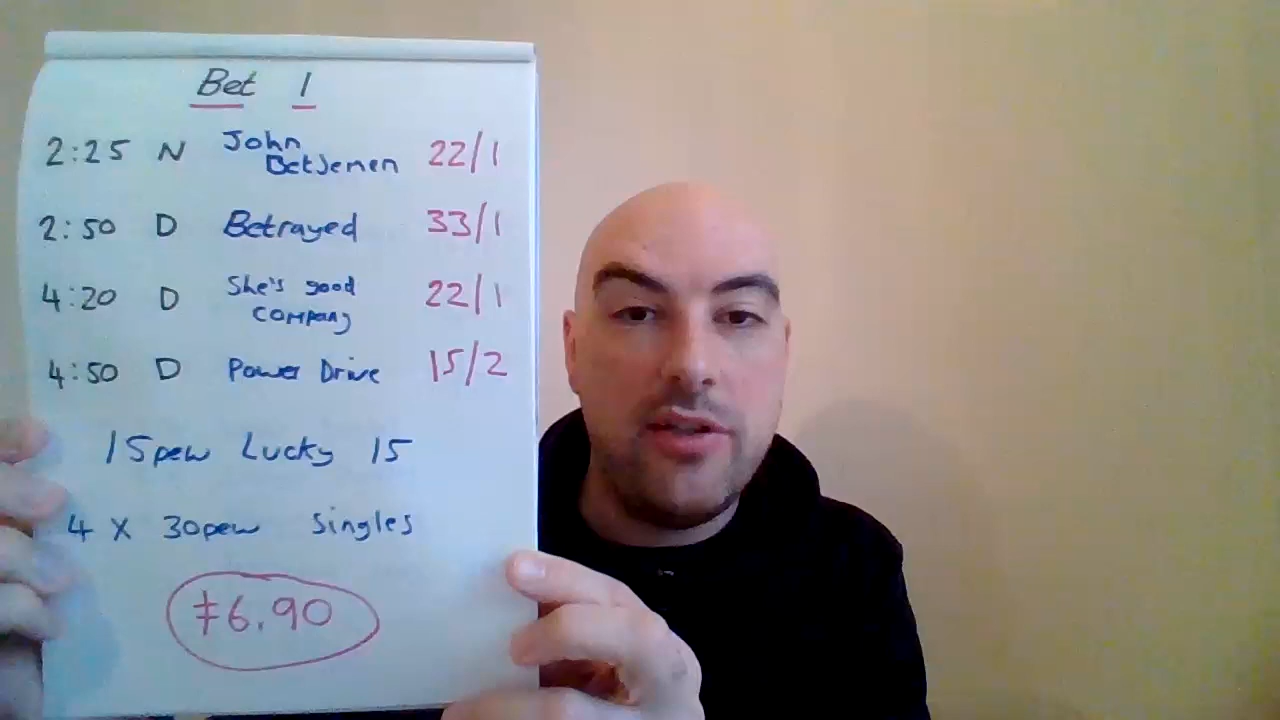 Bet 1
2:25 N John Betjemen 22/1
2:50 D Betrayed 33/1
4:20 D She's good company 22/1
4:50 D Power Drive 15/2
15pew Lucky 15
4 x 30pew singles
£6.90